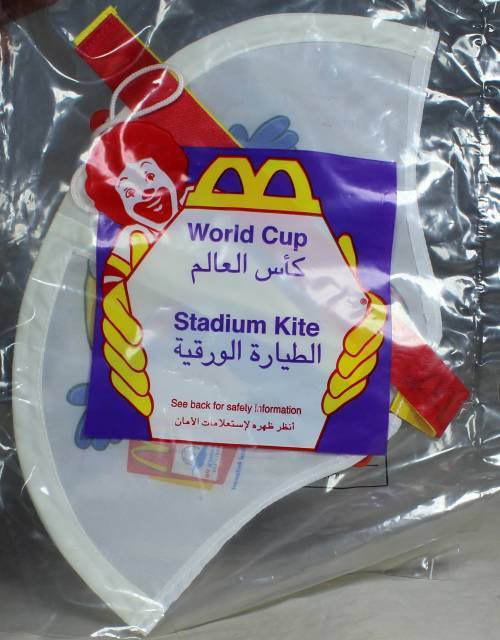 World Cup
كأس العالم
Stadium Kite
الطيارة الورقية
See back for safety Information
أنظر ظهره لإستعلامات الأمان